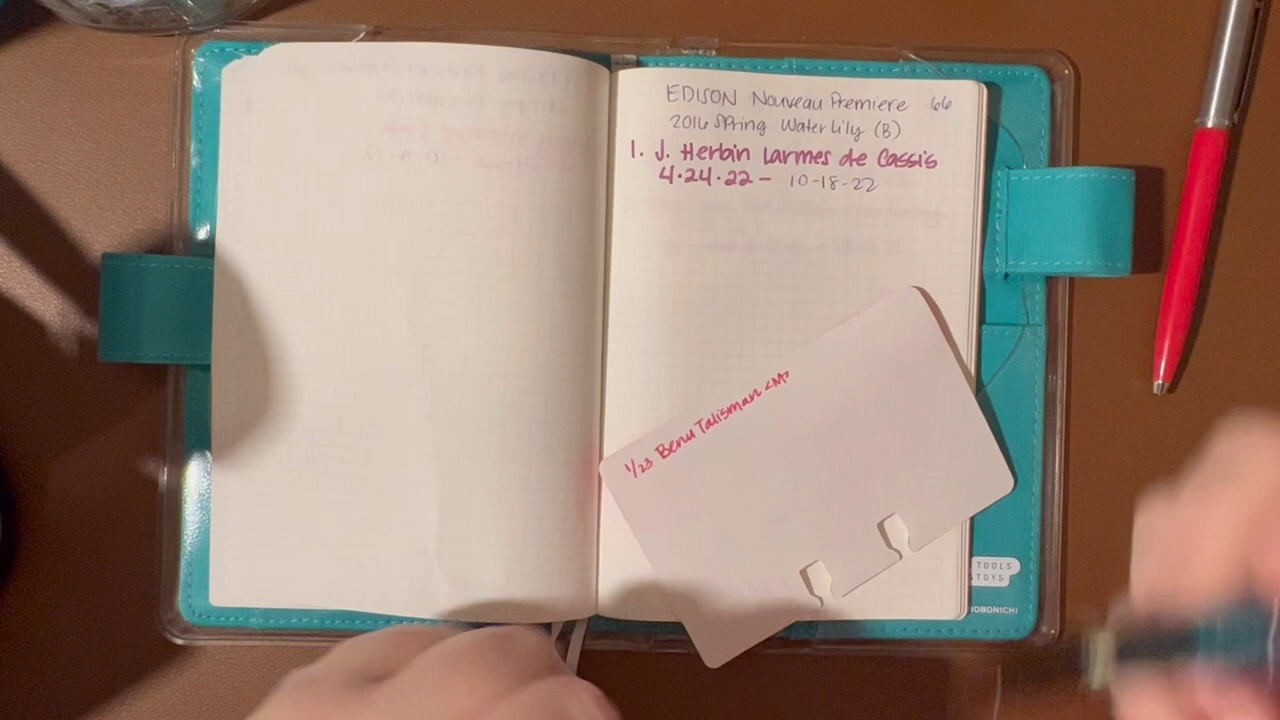 EDISON Nouveau Premiere 66
2016 Spring Water Lily (B)
1. J. Herbin Larmes de Cassis
4.24.22 - 10-18-22
1/23 Benu Talisman <M>
TOOLS
&TOYS
HOBONICHI